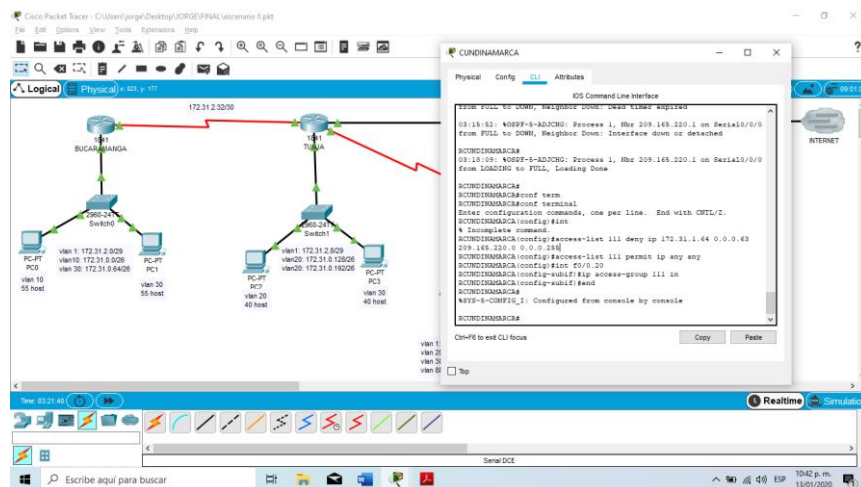 Cisco Packet Tracer - C:\Users\jorge\Desktop\JORGE\FINAL\escenario II.pkt
File Edit Options View Tools Extensions Help
Logical
Physical
x: 823, y: 177
172.31.2.32/30
1841
BUCARAMANGA
1841
TUNJA
2960-24TT
Switch0
PC-PT
PC0
vlan 10
55 host
vlan 1: 172.31.2.0/29
vlan10: 172.31.0.0/26
vlan 30: 172.31.0.64/26
PC-PT
PC1
vlan 30
55 host
2960-24TT
Switch1
PC-PT
PC2
vlan 20
40 host
vlan1: 172.31.2.8/29
vlan20: 172.31.0.128/26
vlan20: 172.31.0.192/26
PC-PT
PC3
vlan 30
40 host
INTERNET
CUNDINAMARCA
Physical Config CLI Attributes
IOS Command Line Interface
from FULL to DOWN, Neighbor Down: Dead timer expired
03:15:52: %OSPF-5-ADJCHG: Process 1, Nbr 209.165.220.1 on Serial0/0/0
from FULL to DOWN, Neighbor Down: Interface down or detached
RCUNDINAMARCA#
03:18:09: %OSPF-5-ADJCHG: Process 1, Nbr 209.165.220.1 on Serial0/0/0
from LOADING to FULL, Loading Done
RCUNDINAMARCA#
RCUNDINAMARCA#conf term
RCUNDINAMARCA#conf terminal
Enter configuration commands, one per line. End with CNTL/Z.
RCUNDINAMARCA(config)#int
% Incomplete command.
RCUNDINAMARCA(config)#access-list 111 deny ip 172.31.1.64 0.0.0.63
209.165.220.0 0.0.0.255
RCUNDINAMARCA(config)#access-list 111 permit ip any any
RCUNDINAMARCA(config)#int f0/0.20
RCUNDINAMARCA(config-subif)#ip access-group 111 in
RCUNDINAMARCA(config-subif)#end
RCUNDINAMARCA#
%SYS-5-CONFIG_I: Configured from console by console
RCUNDINAMARCA#
Ctrl+F6 to exit CLI focus
Copy
Paste
Top
vlan 1:
vlan 2
vlan 3
vlan 8
Time: 03:21:40
Realtime
Simulatio
Serial DCE
Escribe aquí para buscar
ESP
10:42 p. m.
13/01/2020